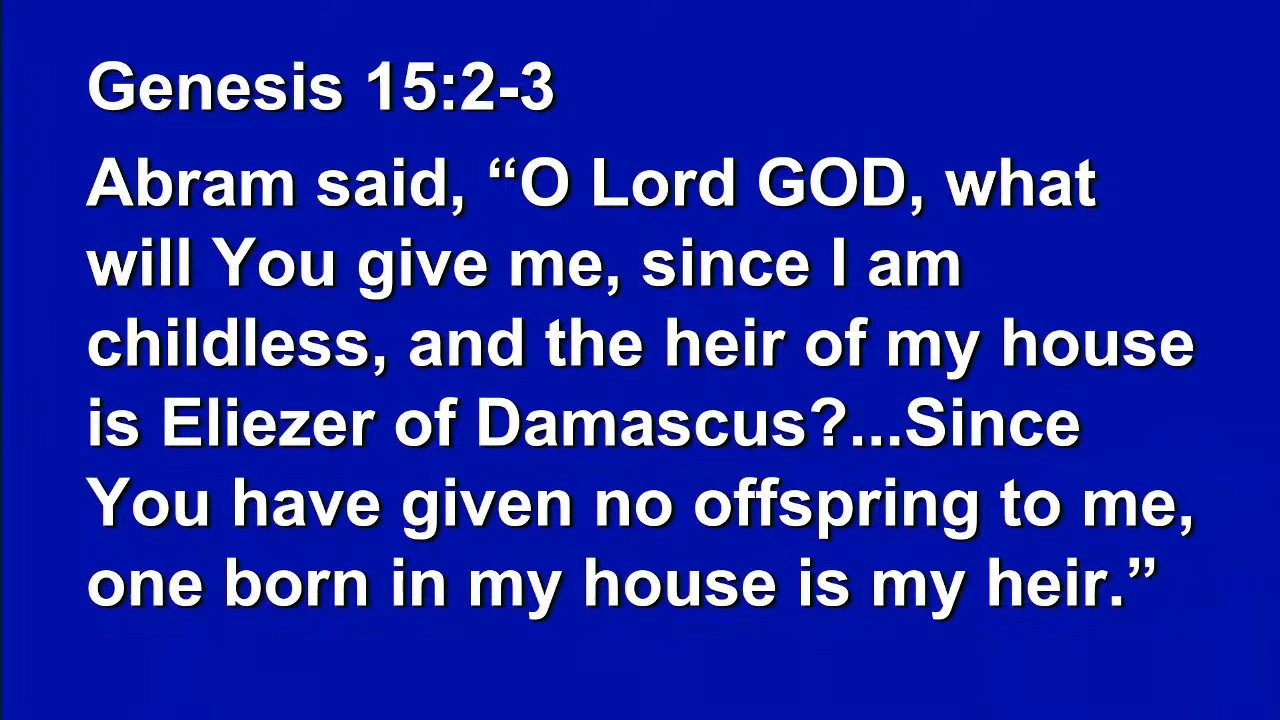 Genesis 15:2-3
Abram said, “O Lord GOD, what
will You give me, since I am
childless, and the heir of my house
is Eliezer of Damascus?...Since
You have given no offspring to me,
one born in my house is my heir.”